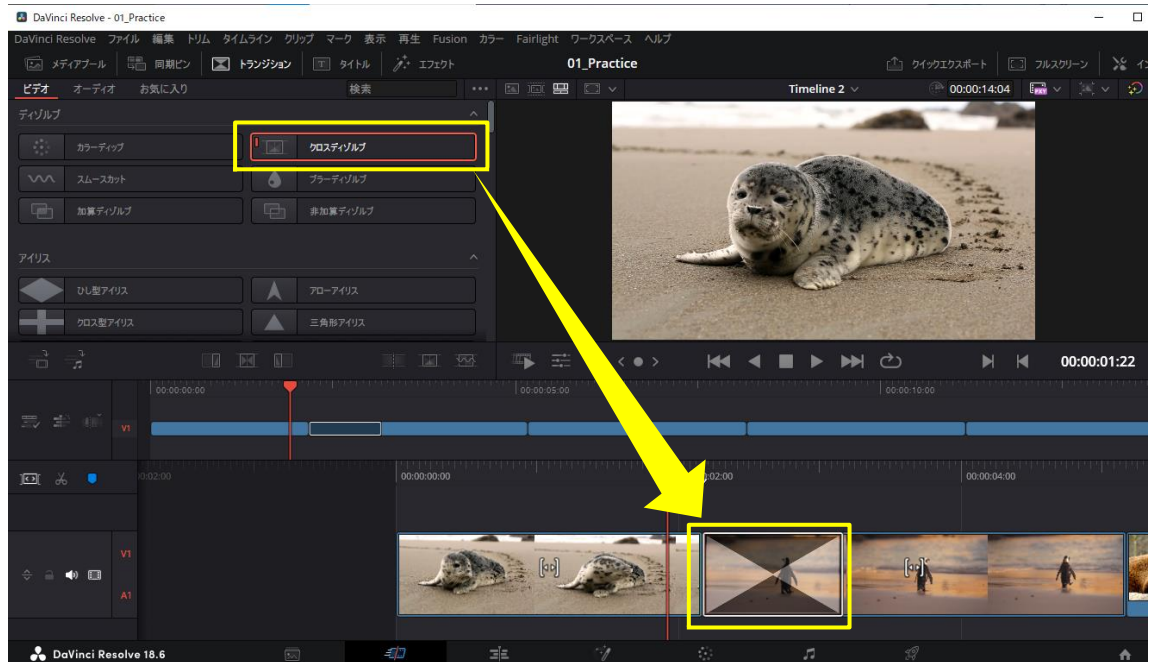 DaVinci Resolve - 01_Practice
DaVinci Resolve ファイル 編集 トリム タイムライン クリップ マーク 表示 再生 Fusion カラー Fairlight ワークスペース ヘルプ
メディアプール 同期ビン トランジション タイトル エフェクト 01_Practice クイックエクスポート フルスクリーン
ビデオ オーディオ お気に入り 検索 Timeline 2 00:00:14:04
ディゾルブ
カラーディップ クロスディゾルブ
スムースカット ブラーディゾルブ
加算ディゾルブ 非加算ディゾルブ
アイリス
ひし型アイリス アローアイリス
クロス型アイリス 三角形アイリス
00:00:01:22
00:00:00:00 00:00:05:00 00:00:10:00
V1
00:00:00:00 00:00:04:00
V1
A1
DaVinci Resolve 18.6